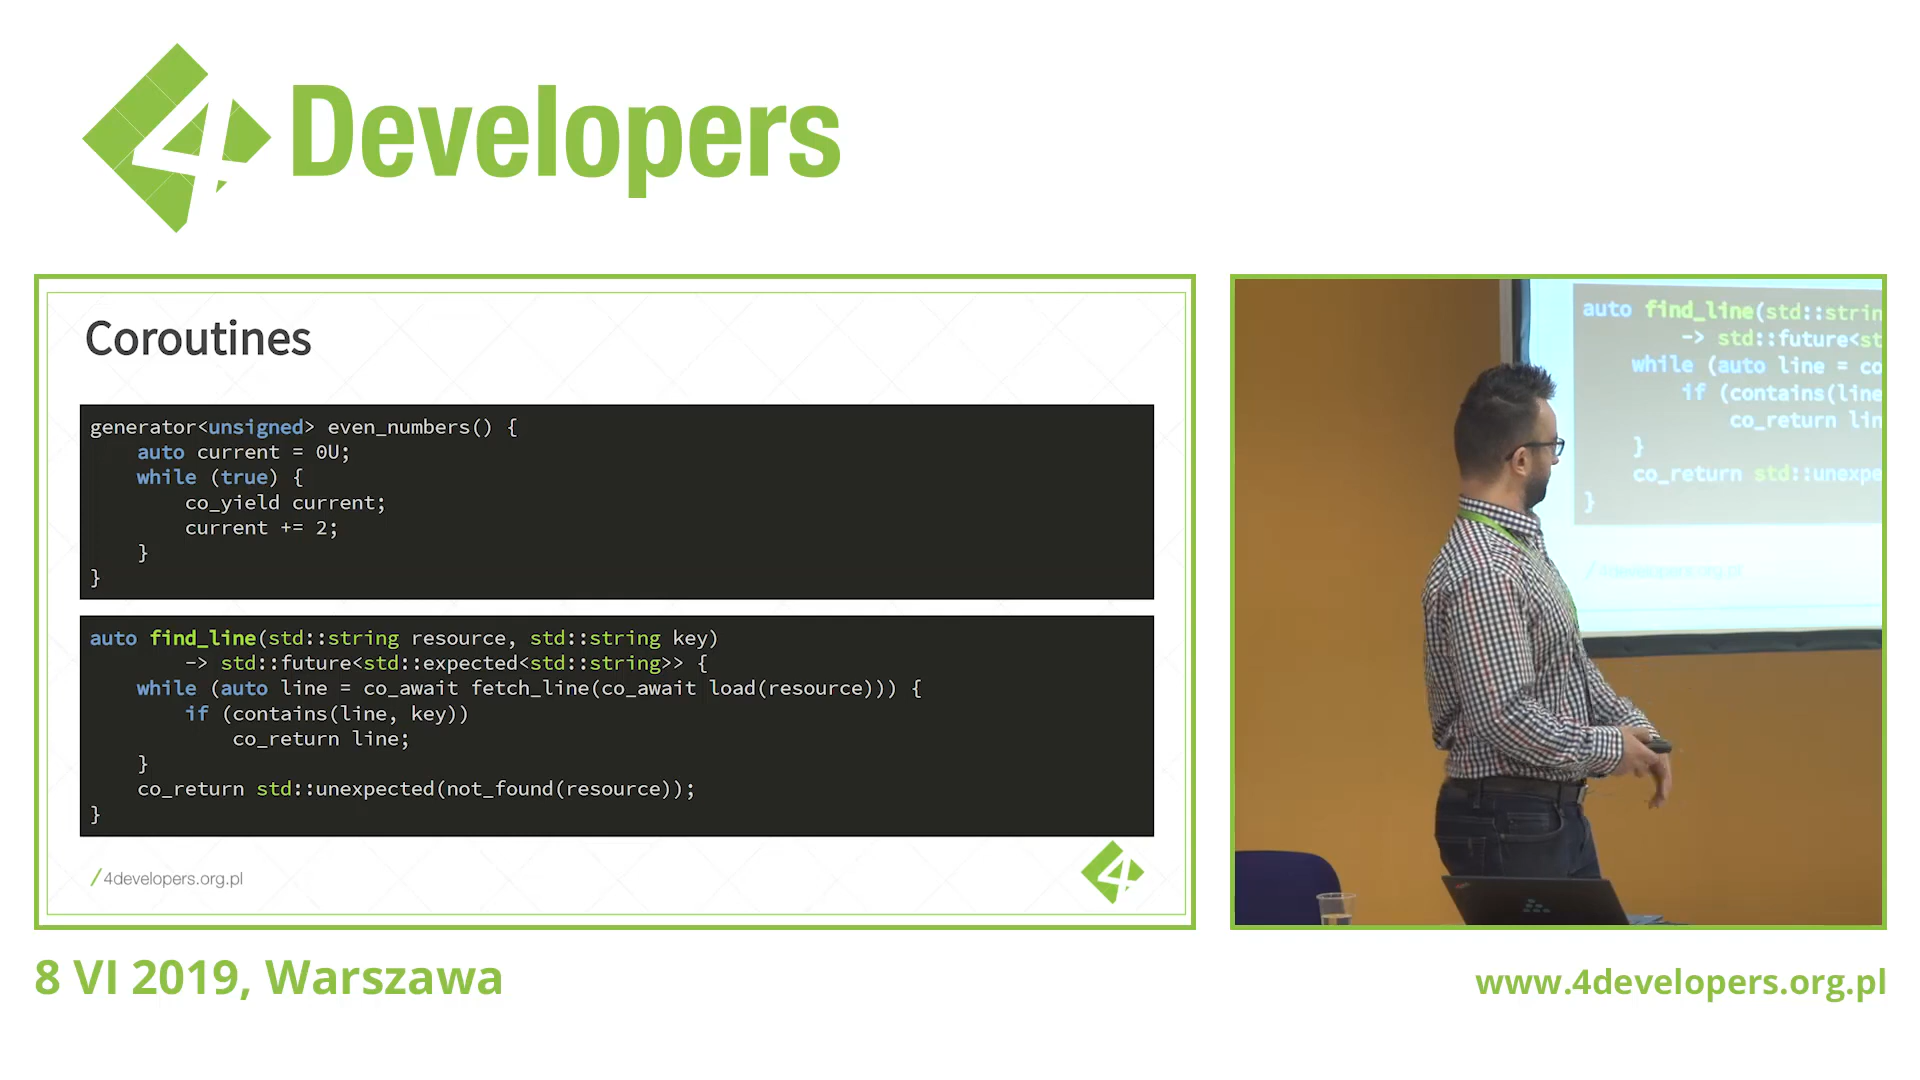 4Developers
Coroutines
generator<unsigned> even_numbers() {
    auto current = 0U;
    while (true) {
        co_yield current;
        current += 2;
    }
}
auto find_line(std::string resource, std::string key)
        -> std::future<std::expected<std::string>> {
    while (auto line = co_await fetch_line(co_await load(resource))) {
        if (contains(line, key))
            co_return line;
    }
    co_return std::unexpected(not_found(resource));
}
/4developers.org.pl
4
auto find_line(std::strin
-> std::future<st
while (auto line = co
if (contains(line
co_return lin
}
co_return std::unexpe
}
/4developers.org.pl
8 VI 2019, Warszawa
www.4developers.org.pl